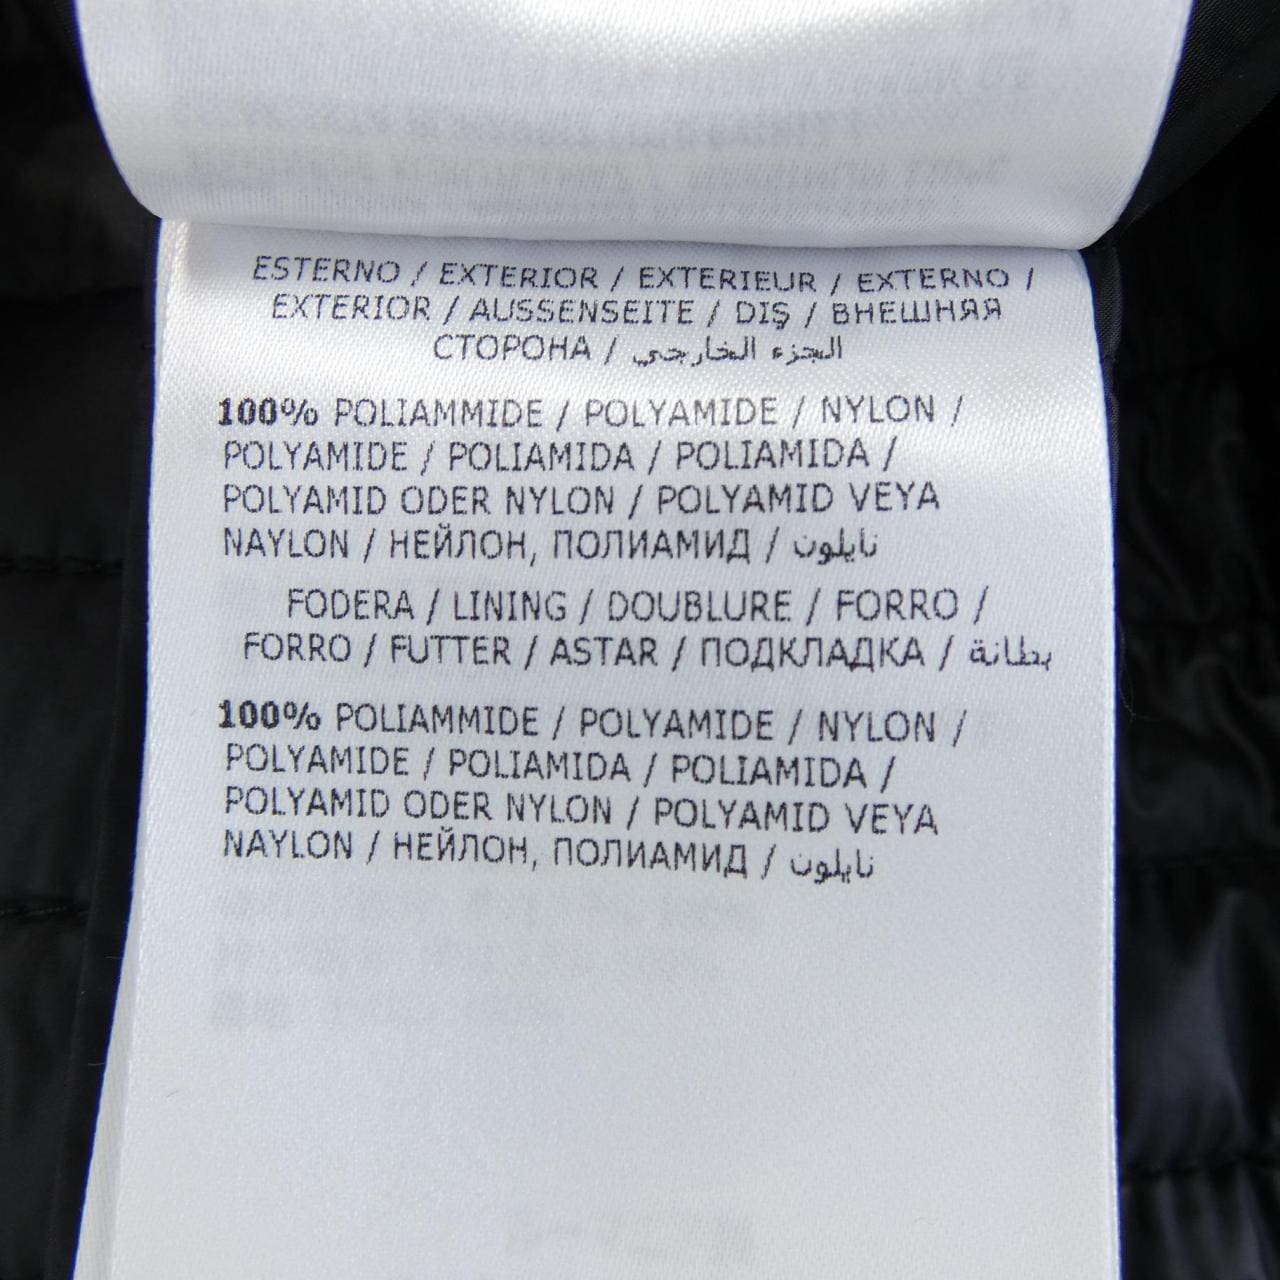 ESTERNO / EXTERIOR / EXTERIEUR / EXTERNO /
EXTERIOR / AUSSENSEITE / DIŞ / ВНЕШНЯЯ
СТОРОНА / الجزء الخارجي
100% POLIAMMIDE / POLYAMIDE / NYLON /
POLYAMIDE / POLIAMIDA / POLIAMIDA /
POLYAMID ODER NYLON / POLYAMID VEYA
NAYLON / НЕЙЛОН, ПОЛИАМИД / نايلون
FODERA / LINING / DOUBLURE / FORRO /
FORRO / FUTTER / ASTAR / ПОДКЛАДКА / بطانة
100% POLIAMMIDE / POLYAMIDE / NYLON /
POLYAMIDE / POLIAMIDA / POLIAMIDA /
POLYAMID ODER NYLON / POLYAMID VEYA
NAYLON / НЕЙЛОН, ПОЛИАМИД / نايلون